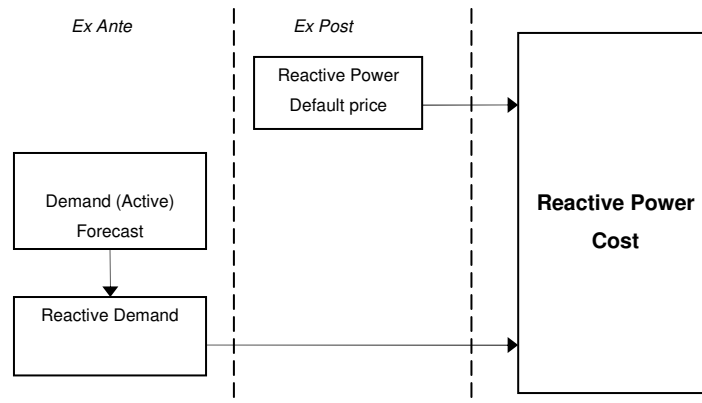 Ex Ante
Ex Post
Reactive Power
Default price
Demand (Active)
Forecast
Reactive Demand
Reactive Power
Cost